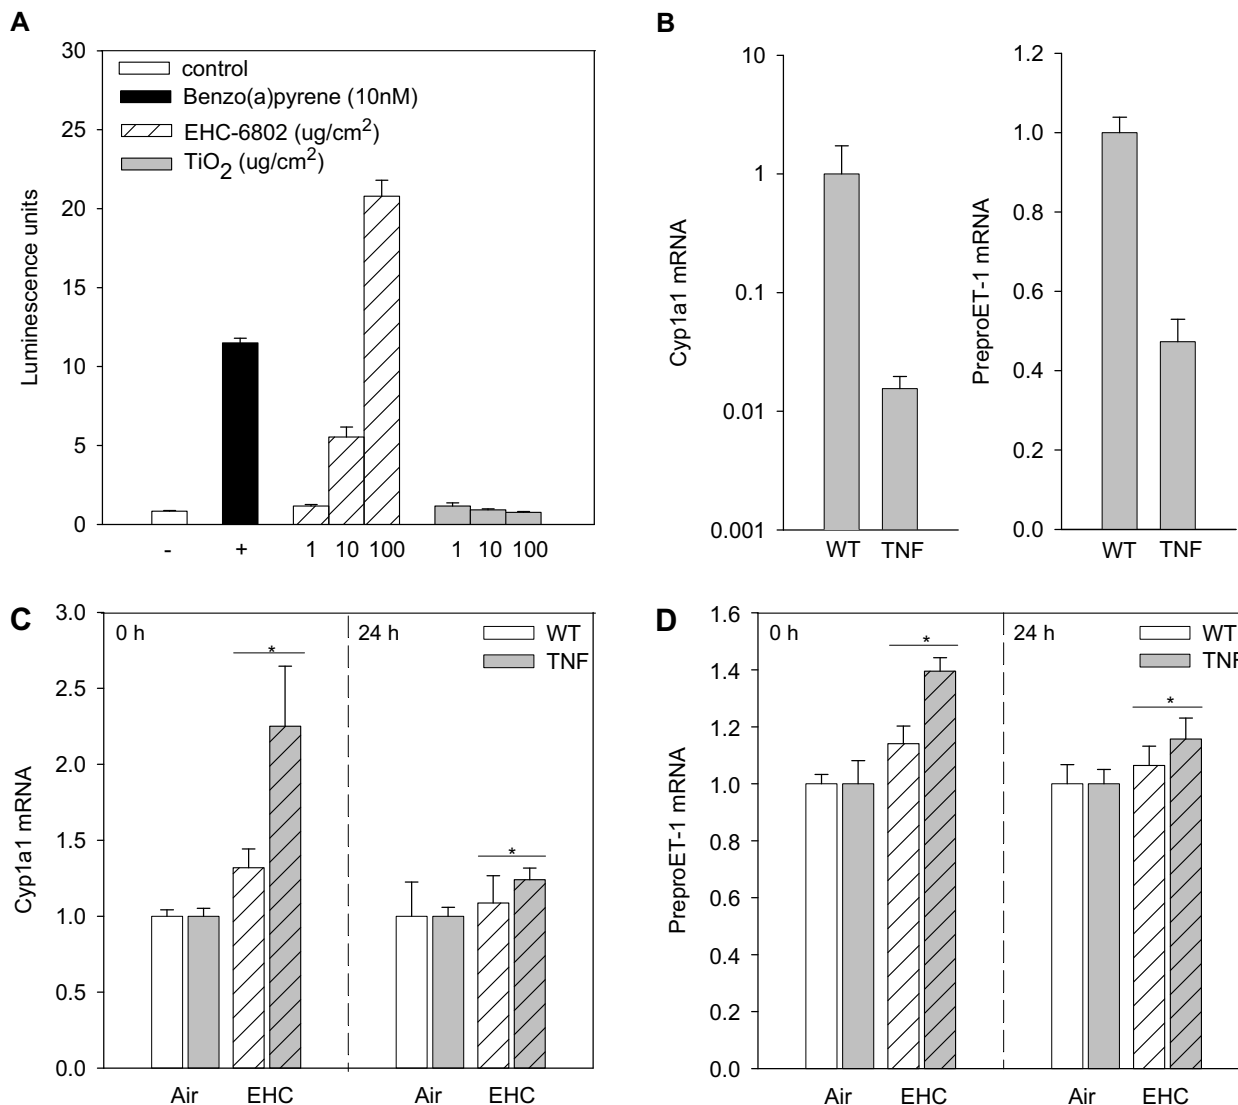 A
Luminescence units
30
25
20
15
10
5
0
control
Benzo(a)pyrene (10nM)
EHC-6802 (ug/cm2)
TiO2 (ug/cm2)
- + 1 10 100 1 10 100
B
Cyp1a1 mRNA
10
1
0.1
0.01
0.001
WT TNF
PreproET-1 mRNA
1.2
1.0
0.8
0.6
0.4
0.2
0.0
WT TNF
C
Cyp1a1 mRNA
3.0
2.5
2.0
1.5
1.0
0.5
0.0
0 h
24 h
WT
TNF
*
*
Air EHC Air EHC
D
PreproET-1 mRNA
1.6
1.4
1.2
1.0
0.8
0.6
0.4
0.2
0.0
0 h
24 h
WT
TNF
*
*
Air EHC Air EHC